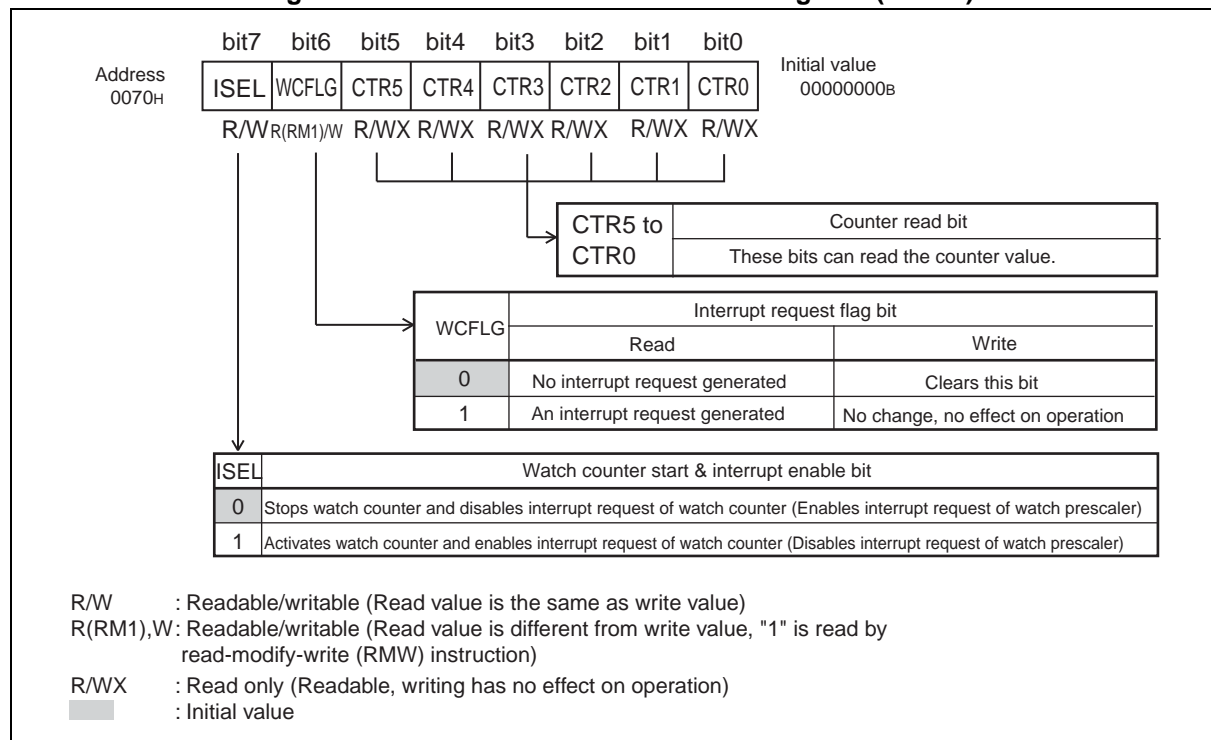 bit7 bit6 bit5 bit4 bit3 bit2 bit1 bit0
Address
0070H
ISEL WCFLG CTR5 CTR4 CTR3 CTR2 CTR1 CTR0
Initial value
00000000B
R/W R(RM1)/W R/WX R/WX R/WX R/WX R/WX R/WX
CTR5 to
CTR0
Counter read bit
These bits can read the counter value.
WCFLG
Interrupt request flag bit
Read Write
0 No interrupt request generated Clears this bit
1 An interrupt request generated No change, no effect on operation
ISEL Watch counter start & interrupt enable bit
0 Stops watch counter and disables interrupt request of watch counter (Enables interrupt request of watch prescaler)
1 Activates watch counter and enables interrupt request of watch counter (Disables interrupt request of watch prescaler)
R/W : Readable/writable (Read value is the same as write value)
R(RM1),W : Readable/writable (Read value is different from write value, "1" is read by
read-modify-write (RMW) instruction)
R/WX : Read only (Readable, writing has no effect on operation)
: Initial value